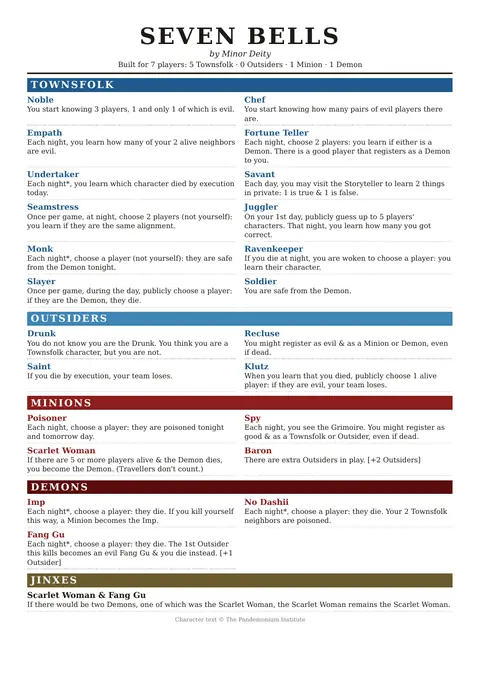 SEVEN BELLS
by Minor Deity
Built for 7 players: 5 Townsfolk · 0 Outsiders · 1 Minion · 1 Demon
TOWNSFOLK
Noble
You start knowing 3 players, 1 and only 1 of which is evil.
Chef
You start knowing how many pairs of evil players there
are.
Empath
Each night, you learn how many of your 2 alive neighbors
are evil.
Fortune Teller
Each night, choose 2 players: you learn if either is a
Demon. There is a good player that registers as a Demon
to you.
Undertaker
Each night*, you learn which character died by execution
today.
Savant
Each day, you may visit the Storyteller to learn 2 things
in private: 1 is true & 1 is false.
Seamstress
Once per game, at night, choose 2 players (not yourself):
you learn if they are the same alignment.
Juggler
On your 1st day, publicly guess up to 5 players'
characters. That night, you learn how many you got
correct.
Monk
Each night*, choose a player (not yourself): they are safe
from the Demon tonight.
Ravenkeeper
If you die at night, you are woken to choose a player: you
learn their character.
Slayer
Once per game, during the day, publicly choose a player:
if they are the Demon, they die.
Soldier
You are safe from the Demon.
OUTSIDERS
Drunk
You do not know you are the Drunk. You think you are a
Townsfolk character, but you are not.
Recluse
You might register as evil & as a Minion or Demon, even
if dead.
Saint
If you die by execution, your team loses.
Klutz
When you learn that you died, publicly choose 1 alive
player: if they are evil, your team loses.
MINIONS
Poisoner
Each night, choose a player: they are poisoned tonight
and tomorrow day.
Spy
Each night, you see the Grimoire. You might register as
good & as a Townsfolk or Outsider, even if dead.
Scarlet Woman
If there are 5 or more players alive & the Demon dies,
you become the Demon. (Travellers don't count.)
Baron
There are extra Outsiders in play. [+2 Outsiders]
DEMONS
Imp
Each night*, choose a player: they die. If you kill yourself
this way, a Minion becomes the Imp.
No Dashii
Each night*, choose a player: they die. Your 2 Townsfolk
neighbors are poisoned.
Fang Gu
Each night*, choose a player: they die. The 1st Outsider
this kills becomes an evil Fang Gu & you die instead. [+1
Outsider]
JINXES
Scarlet Woman & Fang Gu
If there would be two Demons, one of which was the Scarlet Woman, the Scarlet Woman remains the Scarlet Woman.
Character text © The Pandemonium Institute